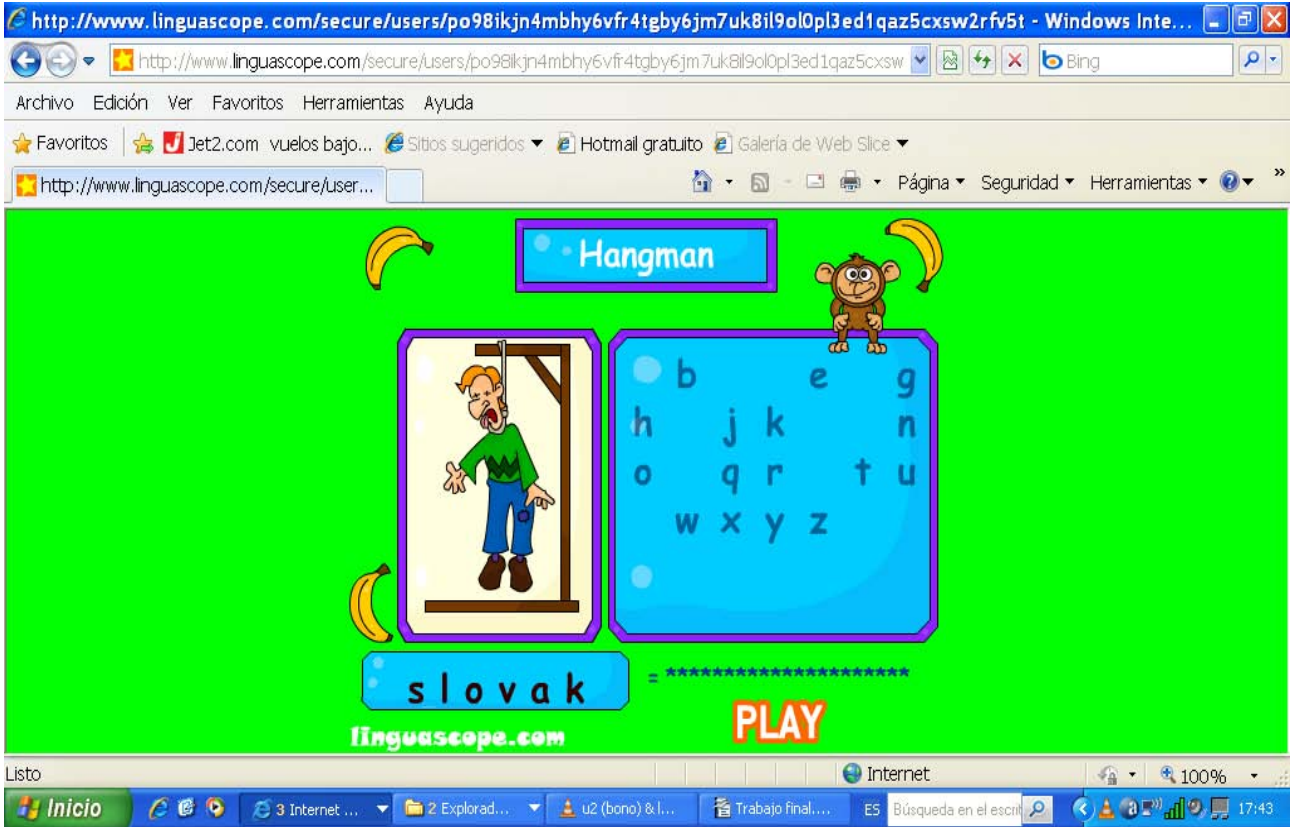 http://www.linguascope.com/secure/users/po98ikjn4mbhy6vfr4tgby6jm7uk8il9ol0pl3ed1qaz5cxsw2rfv5t - Windows Inte...
http://www.linguascope.com/secure/users/po98ikjn4mbhy6vfr4tgby6jm7uk8il9ol0pl3ed1qaz5cxsw Bing
Archivo Edición Ver Favoritos Herramientas Ayuda
Favoritos Jet2.com vuelos bajo... Sitios sugeridos Hotmail gratuito Galería de Web Slice
http://www.linguascope.com/secure/user... Página Seguridad Herramientas »
Hangman
b e g
h j k n
o q r t u
w x y z
slovak = *********************
PLAY
linguascope.com
Listo Internet 100%
Inicio 3 Internet ... 2 Explorad... u2 (bono) & l... Trabajo final.... ES Búsqueda en el escrit 17:43